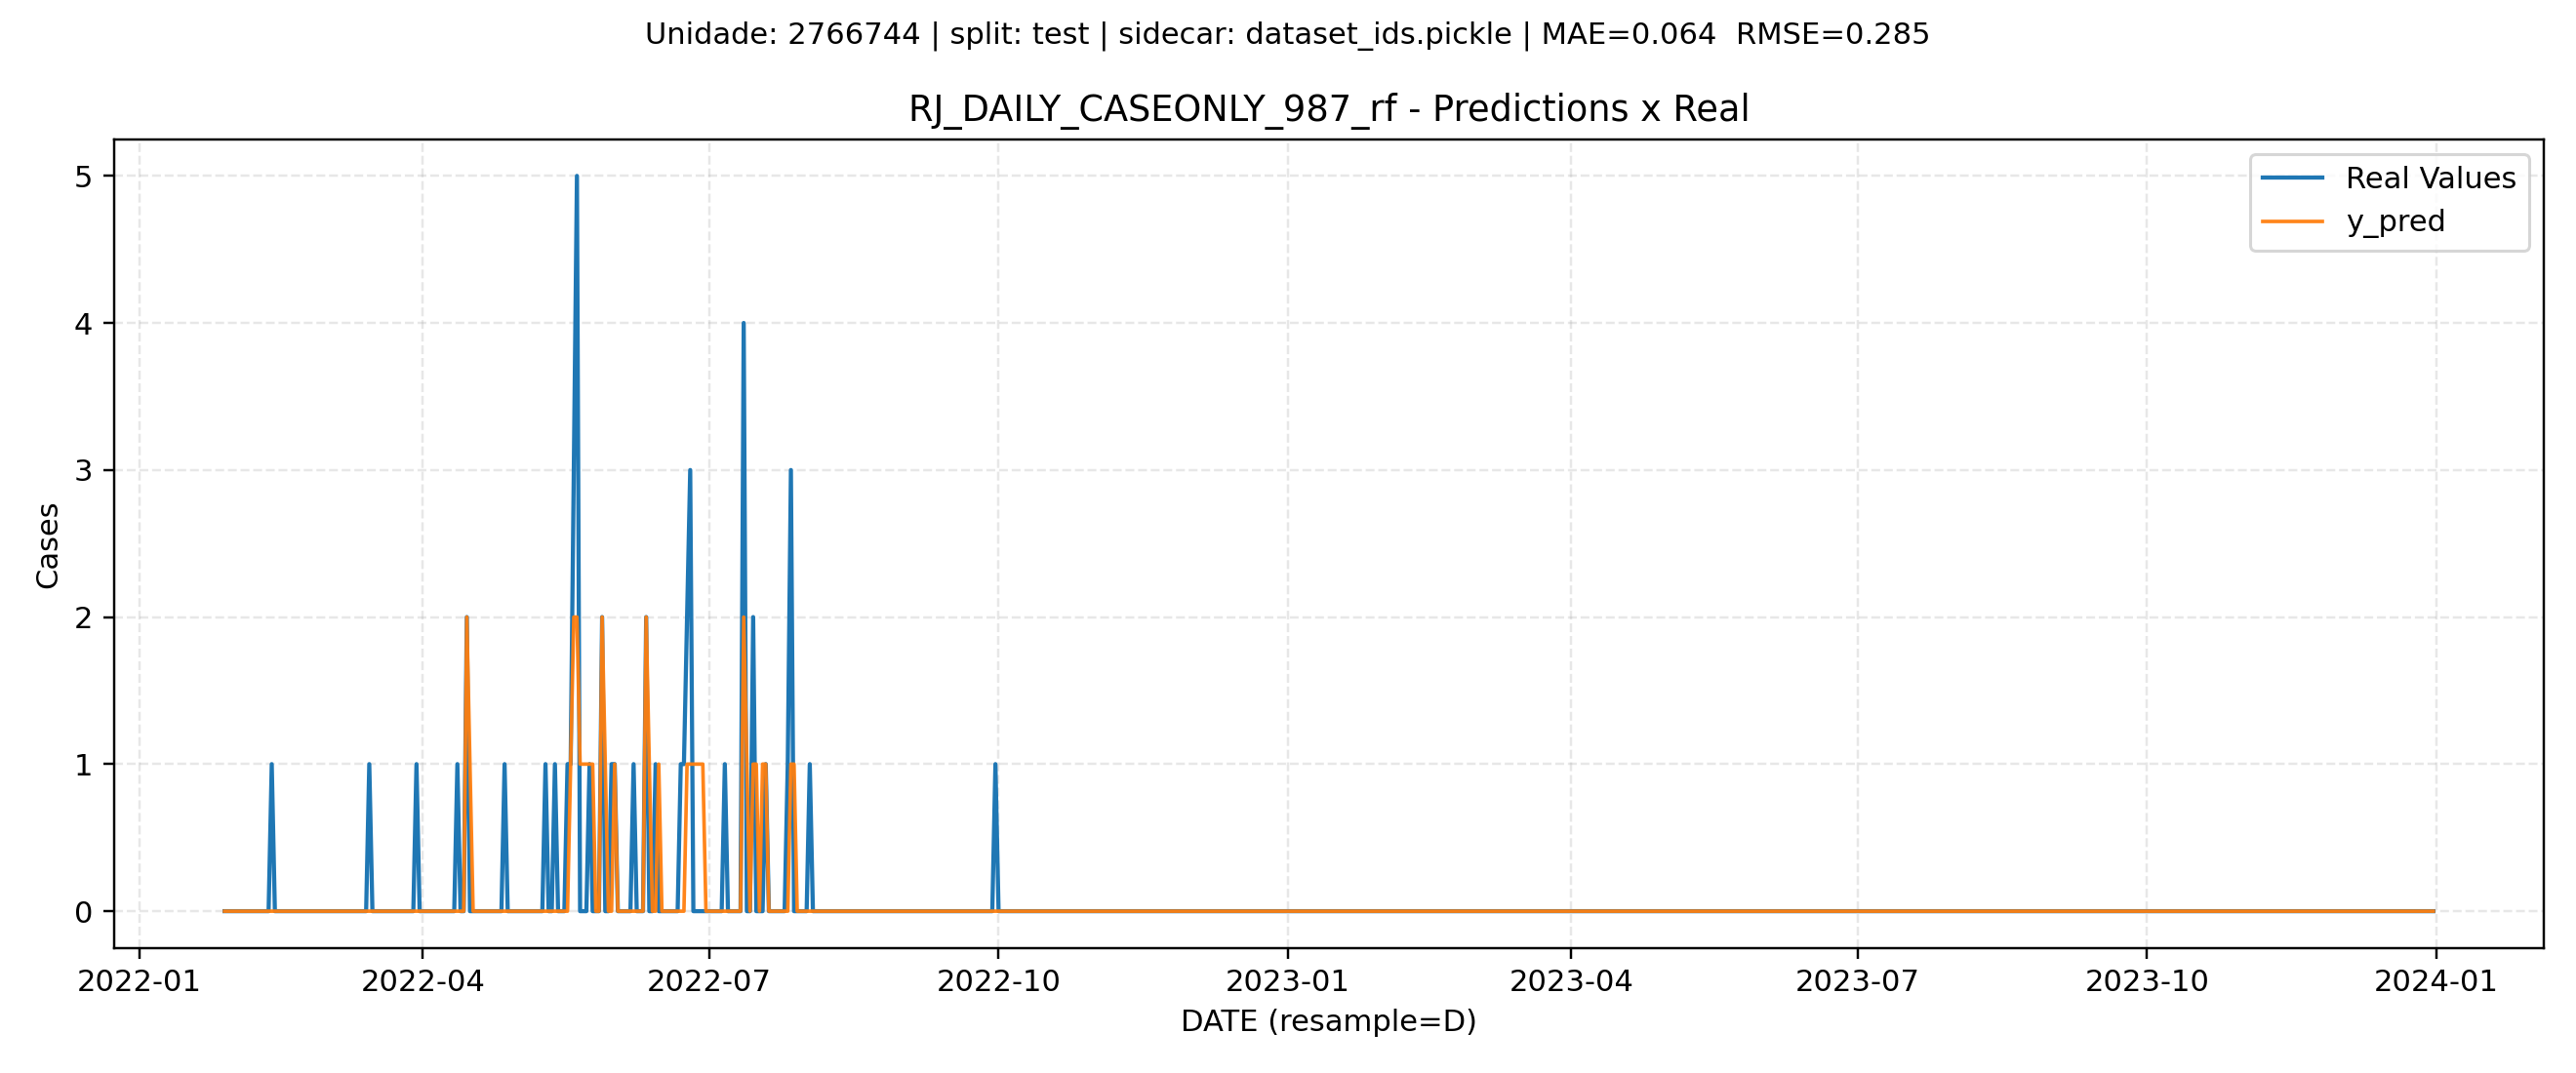 Unidade: 2766744 | split: test | sidecar: dataset_ids.pickle | MAE=0.064  RMSE=0.285
RJ_DAILY_CASEONLY_987_rf - Predictions x Real
Real Values
y_pred
5
4
3
2
1
0
Cases
2022-01
2022-04
2022-07
2022-10
2023-01
2023-04
2023-07
2023-10
2024-01
DATE (resample=D)